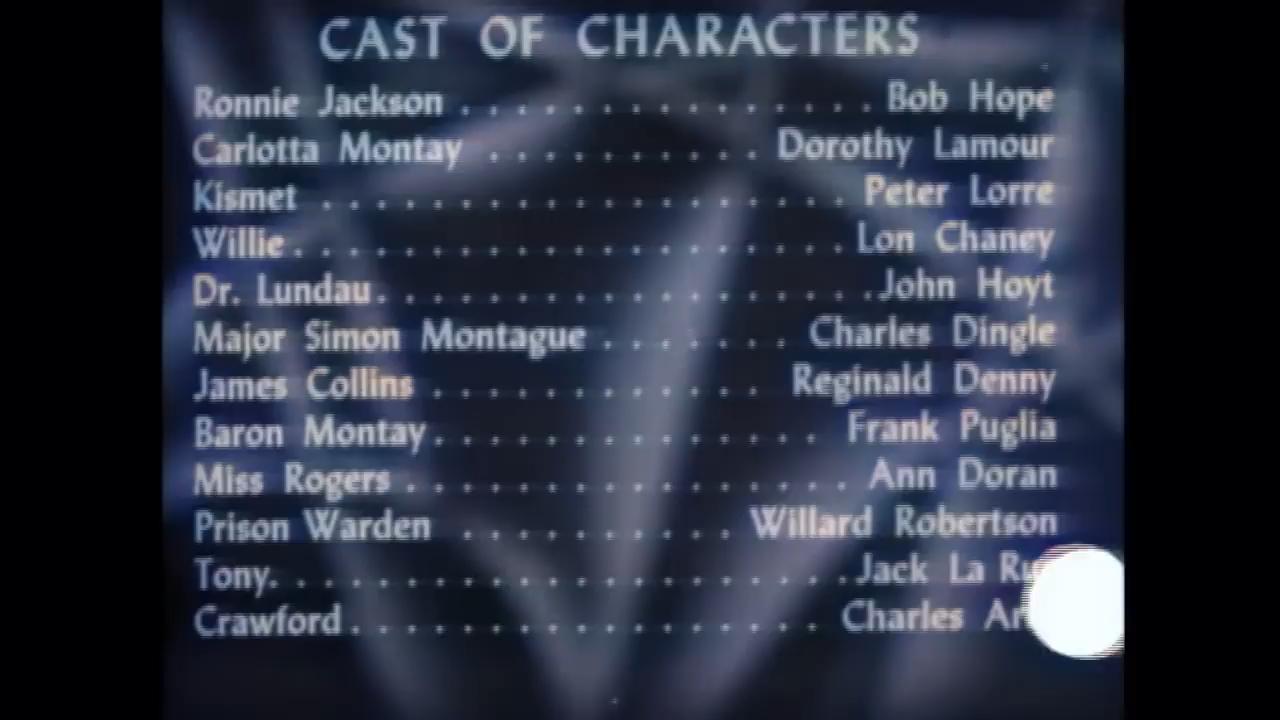 CAST OF CHARACTERS
Ronnie Jackson . . . . . . . . . . . . . . . Bob Hope
Carlotta Montay . . . . . . . . . . Dorothy Lamour
Kismet . . . . . . . . . . . . . . . . . . . Peter Lorre
Willie . . . . . . . . . . . . . . . . . . . . Lon Chaney
Dr. Lundau . . . . . . . . . . . . . . . . . . John Hoyt
Major Simon Montague . . . . . . . Charles Dingle
James Collins . . . . . . . . . . . . Reginald Denny
Baron Montay . . . . . . . . . . . . . . Frank Puglia
Miss Rogers . . . . . . . . . . . . . . . . Ann Doran
Prison Warden . . . . . . . . . . Willard Robertson
Tony . . . . . . . . . . . . . . . . . . . . . Jack La
Crawford . . . . . . . . . . . . . . . . . Charles